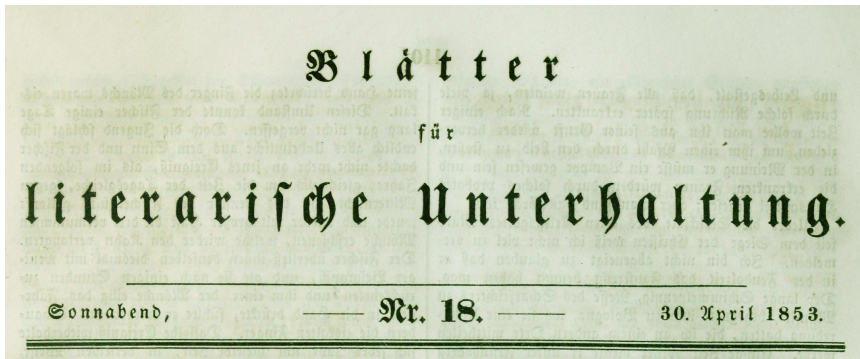 Blätter
für
literariſche Unterhaltung.
Sonnabend, — Nr. 18. — 30. April 1853.